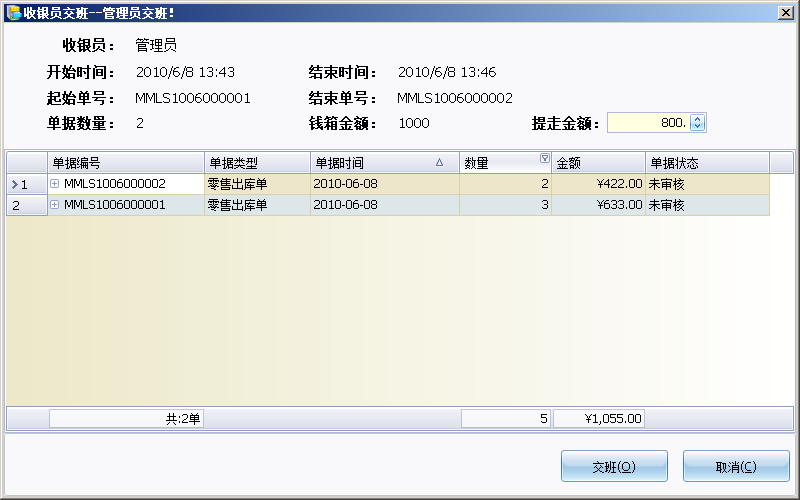 收银员交班--管理员交班!
收银员： 管理员
开始时间： 2010/6/8 13:43 结束时间： 2010/6/8 13:46
起始单号： MMLS1006000001 结束单号： MMLS1006000002
单据数量： 2 钱箱金额： 1000 提走金额： 800.
单据编号 单据类型 单据时间 数量 金额 单据状态
1 MMLS1006000002 零售出库单 2010-06-08 2 ¥422.00 未审核
2 MMLS1006000001 零售出库单 2010-06-08 3 ¥633.00 未审核
共:2单 5 ¥1,055.00
交班(O) 取消(C)